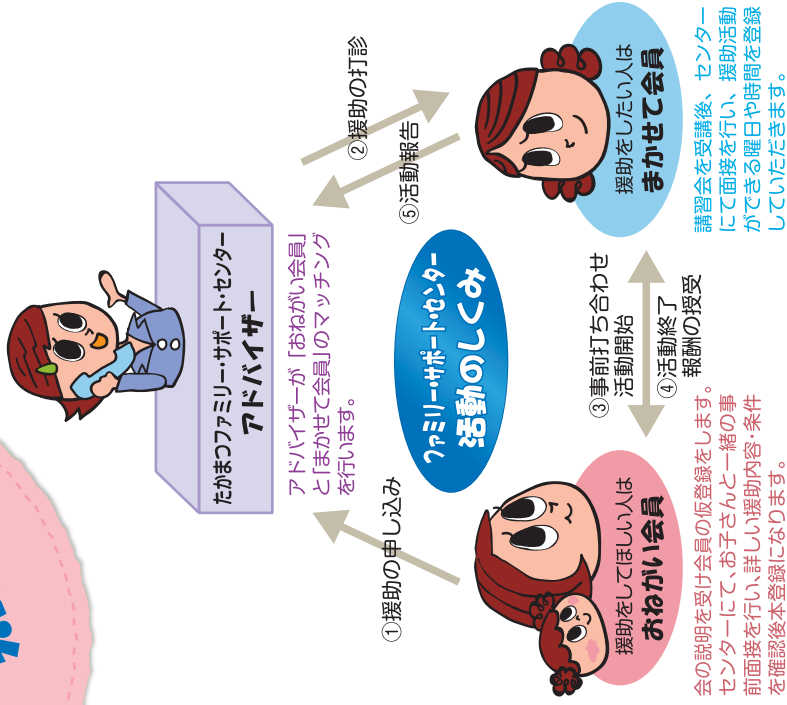 たかまつファミリー・サポート・センター
アドバイザー
アドバイザーが「おねがい会員」
と「まかせて会員」のマッチング
を行います。
①援助の申し込み
②援助の打診
⑤活動報告
ファミリー・サポート・センター
活動のしくみ
③事前打ち合わせ
活動開始
④活動終了
報酬の授受
援助をしてほしい人は
おねがい会員
会の説明を受け会員の仮登録をします。
センターにて、お子さんと一緒の事
前面接を行い、詳しい援助内容・条件
を確認後本登録になります。
援助をしたい人は
まかせて会員
講習会を受講後、センター
にて面接を行い、援助活動
ができる曜日や時間を登録
していただきます。